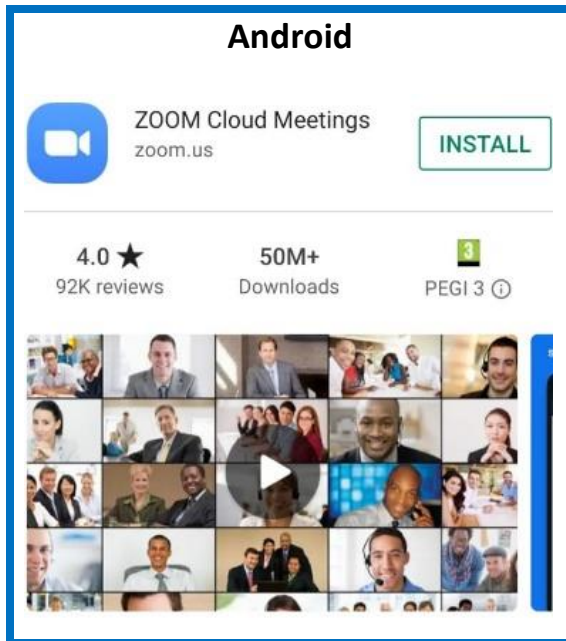 Android
ZOOM Cloud Meetings
zoom.us
INSTALL
4.0 ★ 50M+ 3
92K reviews Downloads PEGI 3 ⓘ